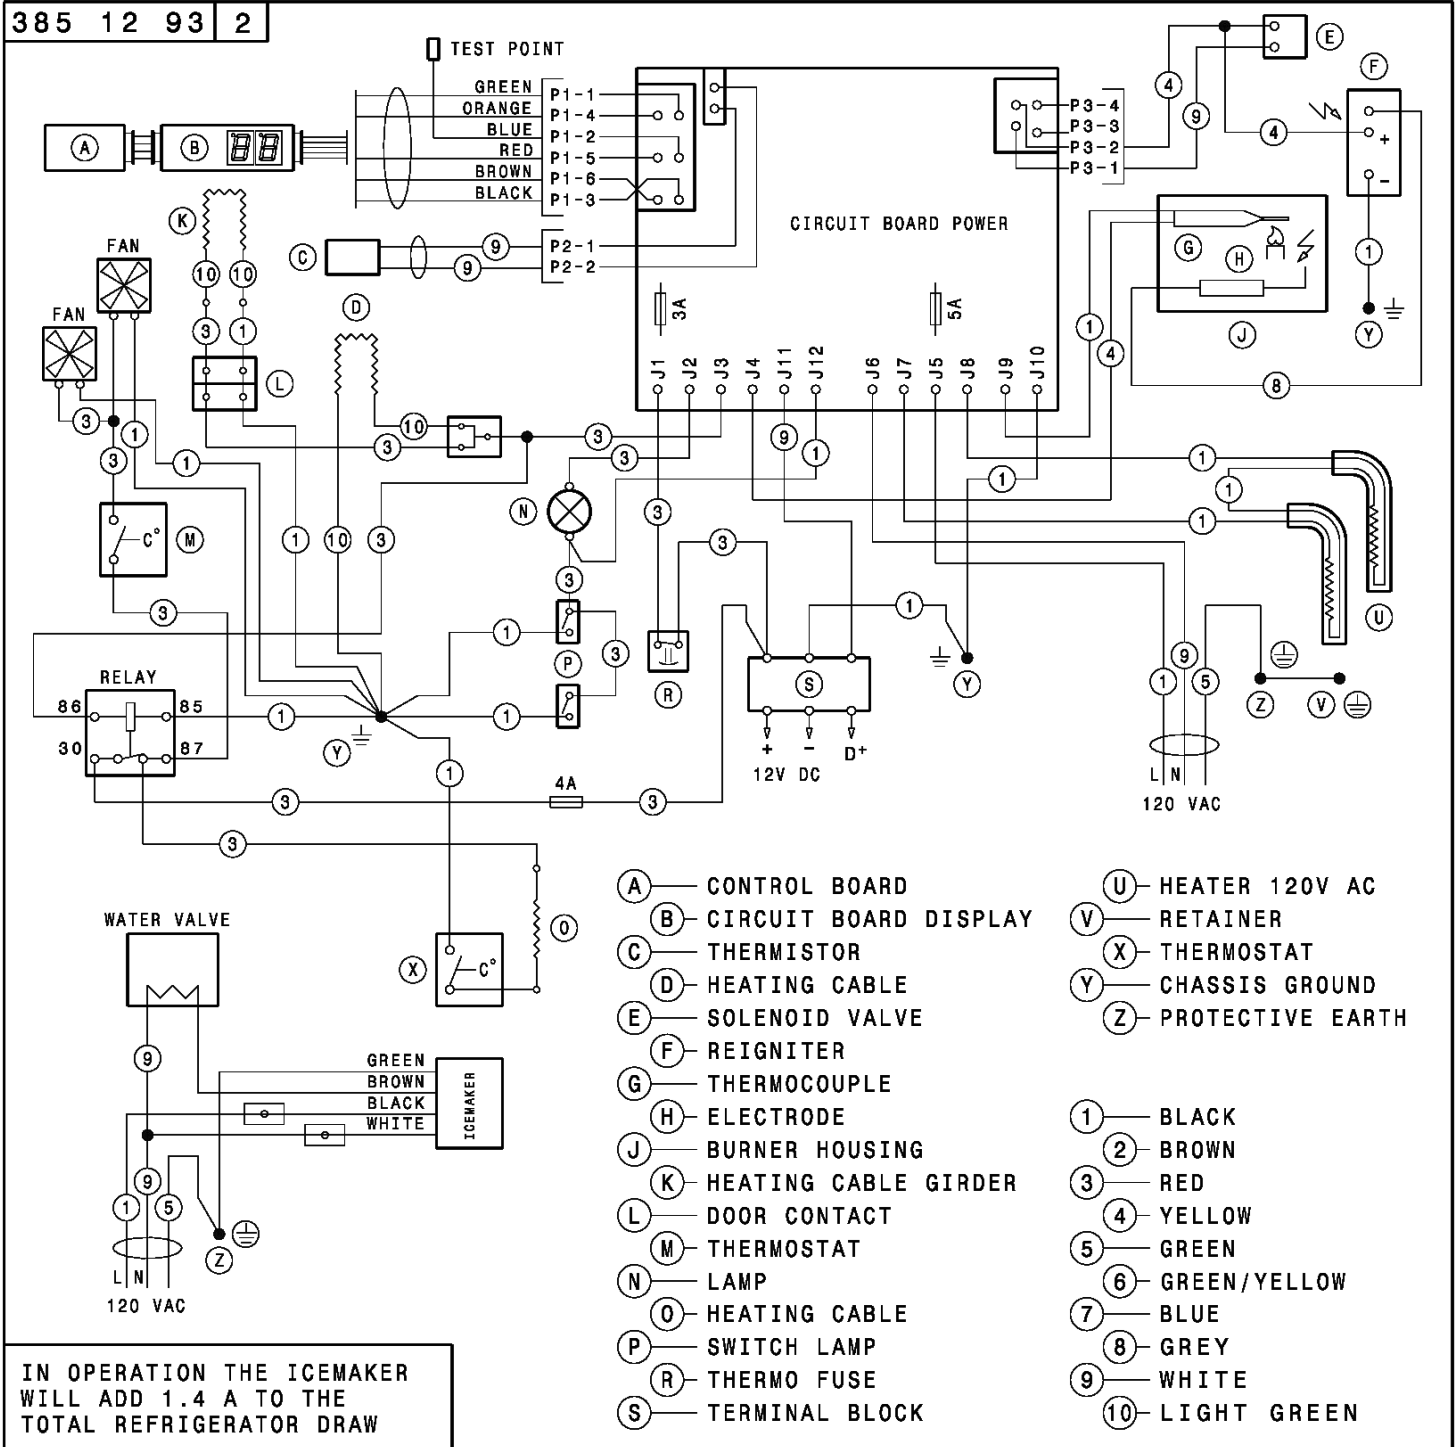 385 12 93 2
TEST POINT
GREEN P1-1
ORANGE P1-4
BLUE P1-2
RED P1-5
BROWN P1-6
BLACK P1-3
P2-1
P2-2
A
B
88
C
K
D
FAN
FAN
9
9
10
10
3
1
L
CIRCUIT BOARD POWER
3A
5A
P3-4
P3-3
P3-2
P3-1
E
F
4
9
4
+
-
1
Y
G
H
J
8
1
4
J1
J2
J3
J4
J11
J12
J6
J7
J5
J8
J9
J10
3
1
3
1
10
3
3
3
9
1
1
1
1
1
N
M
C°
1
10
3
3
3
3
3
1
1
U
P
R
S
Y
1
3
9
1
5
Z
V
RELAY
86
85
30
87
1
1
Y
1
+
-
D+
12V DC
L N
120 VAC
3
4A
3
3
O
X
C°
WATER VALVE
9
GREEN
BROWN
BLACK
WHITE
ICEMAKER
9
1
5
Z
L N
120 VAC
IN OPERATION THE ICEMAKER
WILL ADD 1.4 A TO THE
TOTAL REFRIGERATOR DRAW
A CONTROL BOARD
B CIRCUIT BOARD DISPLAY
C THERMISTOR
D HEATING CABLE
E SOLENOID VALVE
F REIGNITER
G THERMOCOUPLE
H ELECTRODE
J BURNER HOUSING
K HEATING CABLE GIRDER
L DOOR CONTACT
M THERMOSTAT
N LAMP
O HEATING CABLE
P SWITCH LAMP
R THERMO FUSE
S TERMINAL BLOCK
U HEATER 120V AC
V RETAINER
X THERMOSTAT
Y CHASSIS GROUND
Z PROTECTIVE EARTH
1 BLACK
2 BROWN
3 RED
4 YELLOW
5 GREEN
6 GREEN/YELLOW
7 BLUE
8 GREY
9 WHITE
10 LIGHT GREEN